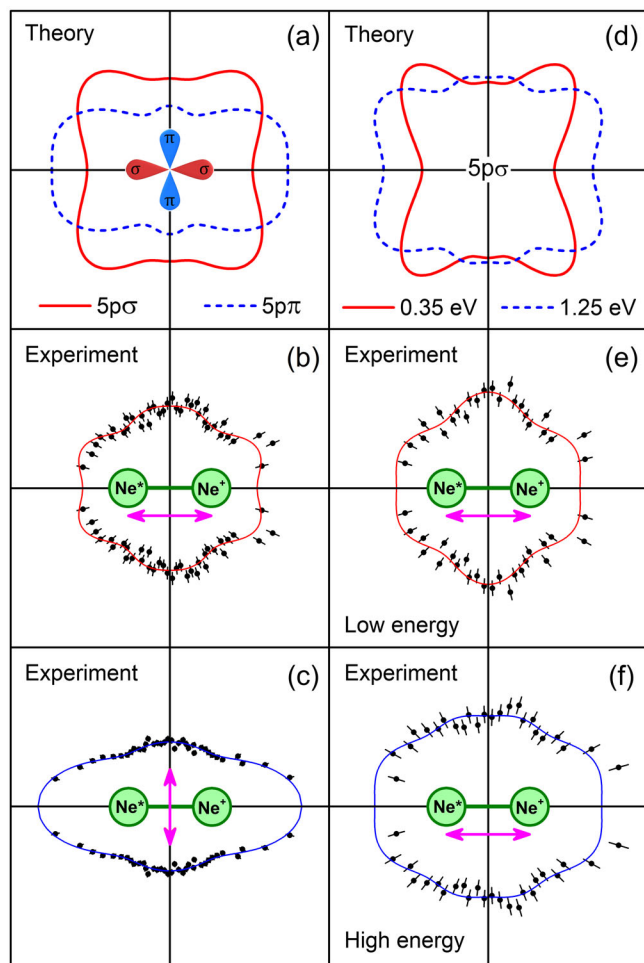 Theory (a)
π
σ σ
π
5pσ 5pπ
Theory (d)
5pσ
0.35 eV 1.25 eV
Experiment (b)
Ne* Ne+
Experiment (e)
Ne* Ne+
Low energy
Experiment (c)
Ne* Ne+
Experiment (f)
Ne* Ne+
High energy